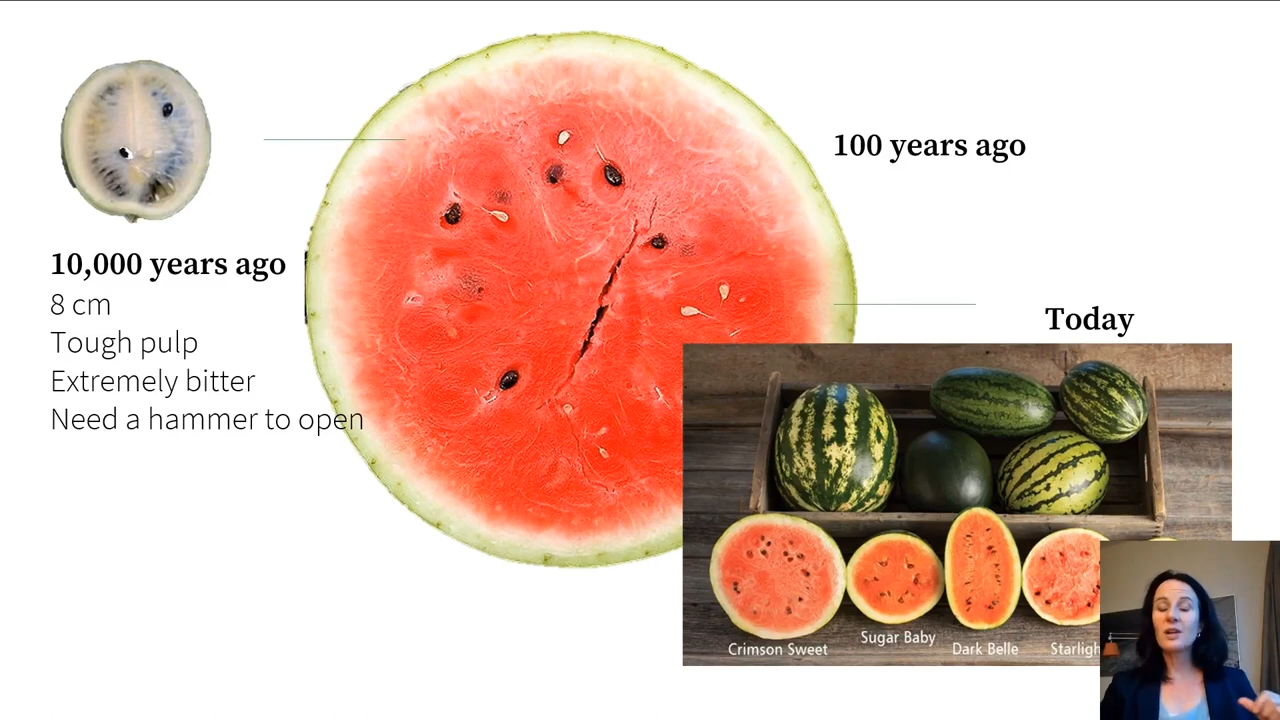 100 years ago
10,000 years ago
8 cm
Tough pulp
Extremely bitter
Need a hammer to open
Today
Crimson Sweet
Sugar Baby
Dark Belle
Starligh